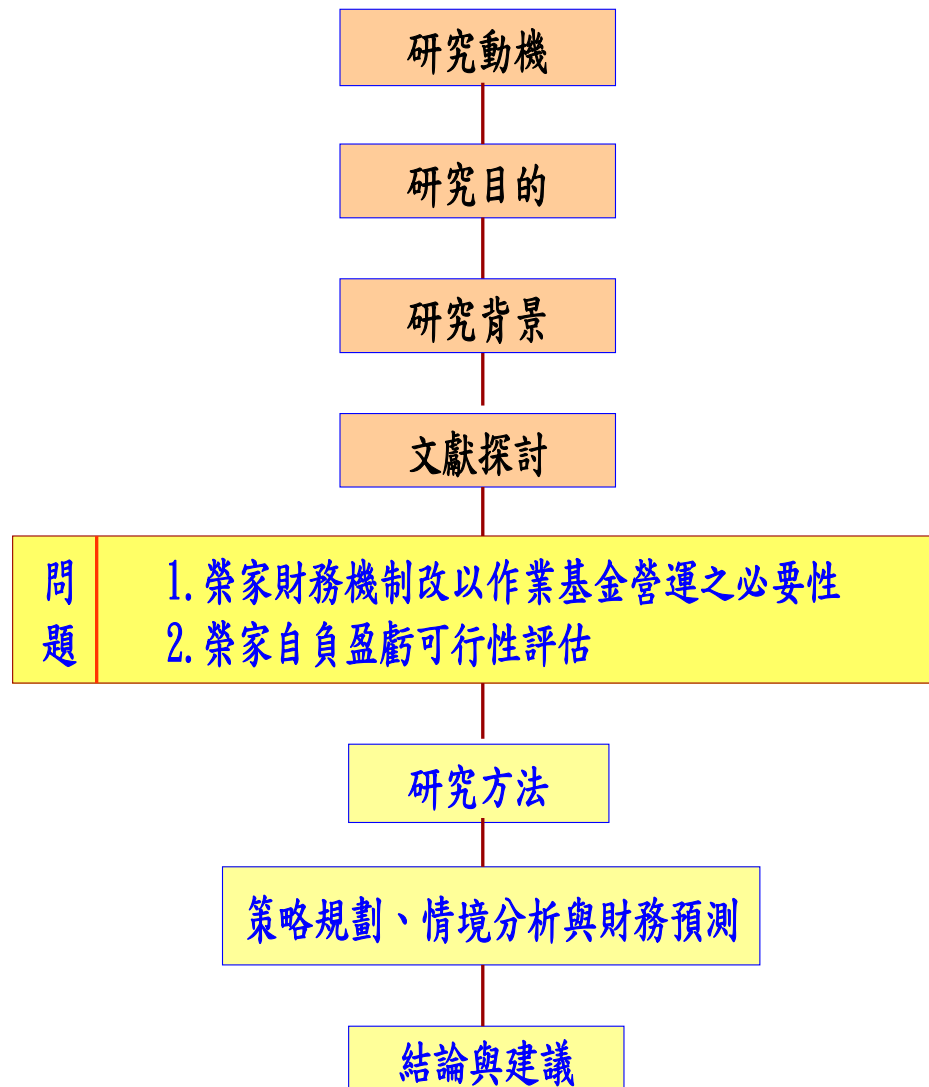 研究動機
研究目的
研究背景
文獻探討
問題
1.榮家財務機制改以作業基金營運之必要性
2.榮家自負盈虧可行性評估
研究方法
策略規劃、情境分析與財務預測
結論與建議